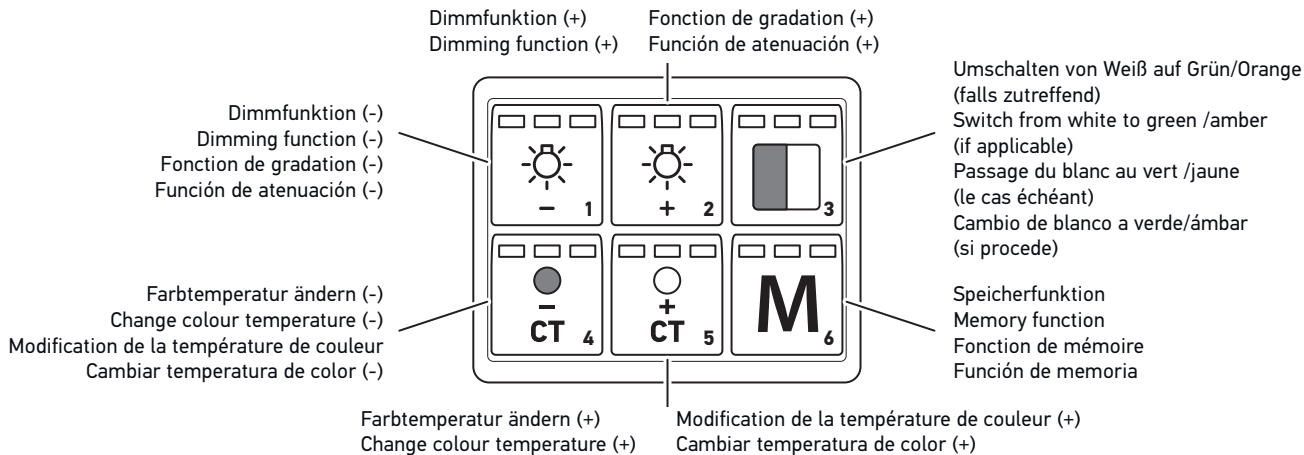 Dimmfunktion (+)
Dimming function (+)
Fonction de gradation (+)
Función de atenuación (+)
Dimmfunktion (-)
Dimming function (-)
Fonction de gradation (-)
Función de atenuación (-)
Umschalten von Weiß auf Grün/Orange
(falls zutreffend)
Switch from white to green /amber
(if applicable)
Passage du blanc au vert /jaune
(le cas échéant)
Cambio de blanco a verde/ámbar
(si procede)
− 1
+ 2
3
− CT 4
+ CT 5
M 6
Farbtemperatur ändern (-)
Change colour temperature (-)
Modification de la température de couleur
Cambiar temperatura de color (-)
Speicherfunktion
Memory function
Fonction de mémoire
Función de memoria
Farbtemperatur ändern (+)
Change colour temperature (+)
Modification de la température de couleur (+)
Cambiar temperatura de color (+)